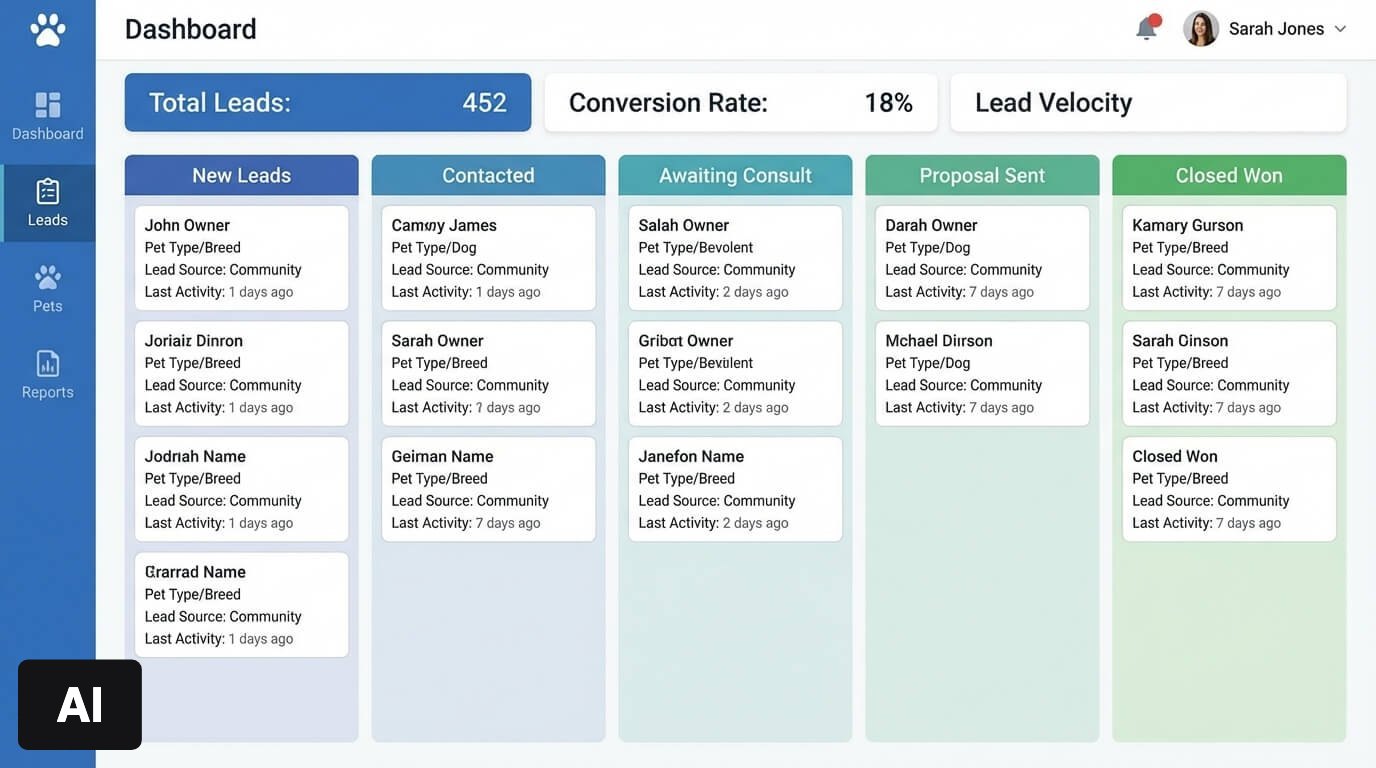 Dashboard
Sarah Jones
Dashboard
Leads
Pets
Reports
Total Leads: 452
Conversion Rate: 18%
Lead Velocity
New Leads
John Owner
Pet Type/Breed
Lead Source: Community
Last Activity: 1 days ago
Pet Type/Breed
Lead Source: Community
Last Activity: 1 days ago
Name
Pet Type/Breed
Lead Source: Community
Last Activity: 1 days ago
Name
Pet Type/Breed
Lead Source: Community
Last Activity: 1 days ago
Contacted
James
Pet Type/Dog
Lead Source: Community
Last Activity: 1 days ago
Sarah Owner
Pet Type/Breed
Lead Source: Community
Last Activity: days ago
Name
Pet Type/Breed
Lead Source: Community
Last Activity: 7 days ago
Awaiting Consult
Salah Owner
Pet Type/Bevolent
Lead Source: Community
Last Activity: 2 days ago
Owner
Lead Source: Community
Last Activity: 2 days ago
Janefon Name
Pet Type/Breed
Lead Source: Community
Last Activity: 2 days ago
Proposal Sent
Darah Owner
Pet Type/Dog
Lead Source: Community
Last Activity: 7 days ago
Mchael
Pet Type/Dog
Lead Source: Community
Last Activity: 7 days ago
Closed Won
Gurson
Pet Type/Breed
Lead Source: Community
Last Activity: 7 days ago
Sarah
Pet Type/Breed
Lead Source: Community
Last Activity: 7 days ago
Closed Won
Pet Type/Breed
Lead Source: Community
Last Activity: 7 days ago
AI